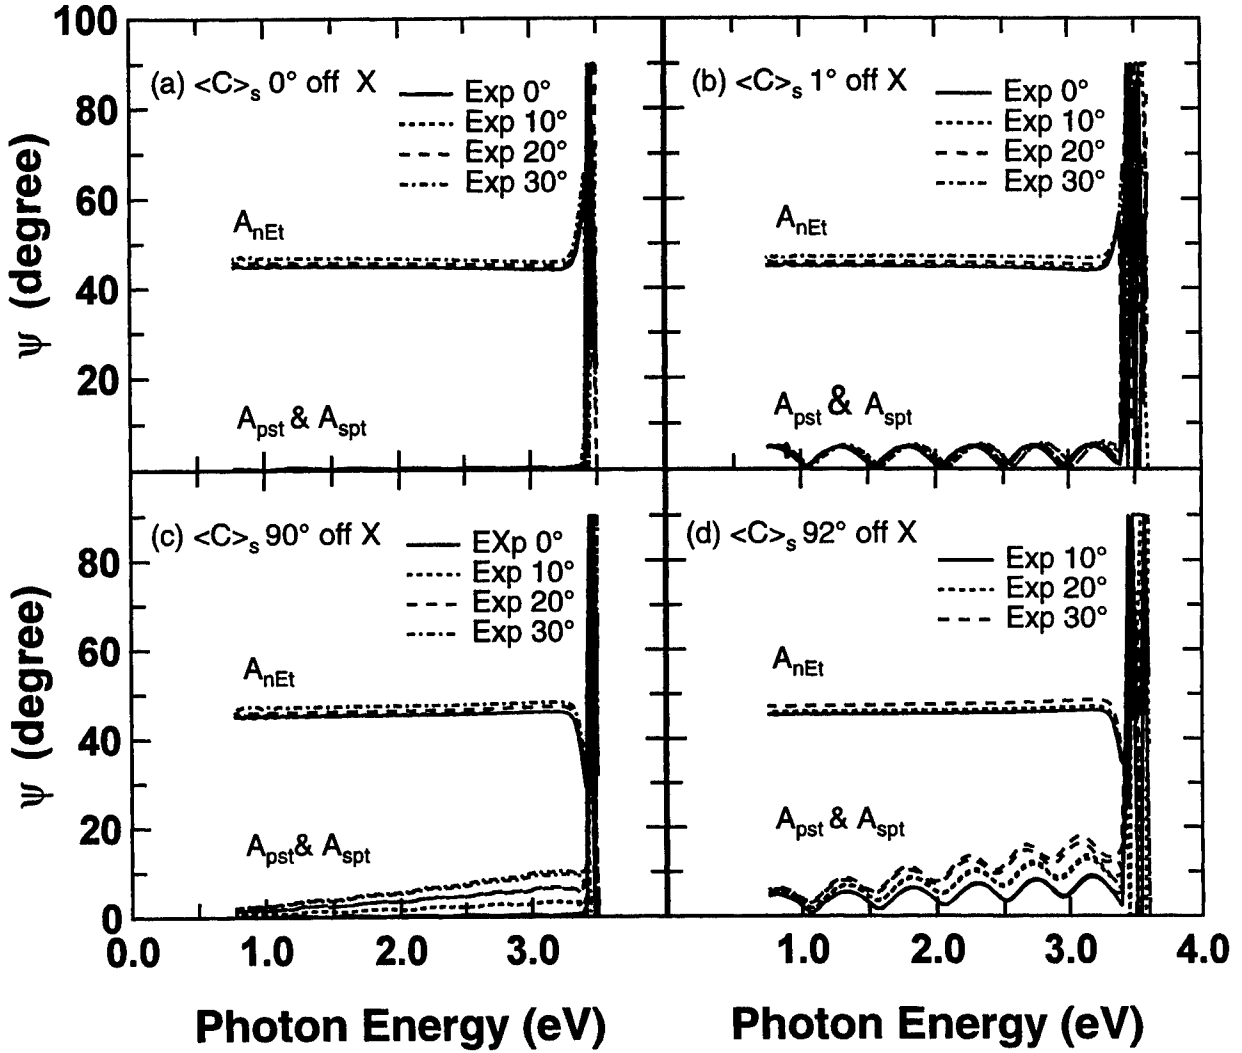 100
80
60
40
20
ψ (degree)
(a) <C>s 0° off X
Exp 0°
Exp 10°
Exp 20°
Exp 30°
AnEt
Apst & Aspt
(b) <C>s 1° off X
Exp 0°
Exp 10°
Exp 20°
Exp 30°
AnEt
Apst & Aspt
80
60
40
20
0
ψ (degree)
(c) <C>s 90° off X
EXp 0°
Exp 10°
Exp 20°
Exp 30°
AnEt
Apst& Aspt
(d) <C>s 92° off X
Exp 10°
Exp 20°
Exp 30°
AnEt
Apst & Aspt
0.0 1.0 2.0 3.0 1.0 2.0 3.0 4.0
Photon Energy (eV) Photon Energy (eV)